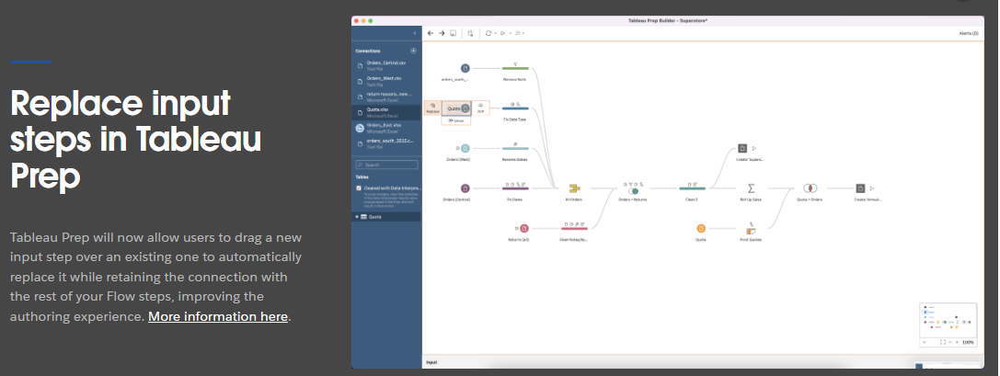 Replace input
steps in Tableau
Prep
Tableau Prep will now allow users to drag a new
input step over an existing one to automatically
replace it while retaining the connection with
the rest of your Flow steps, improving the
authoring experience. More information here.
Tableau Prep Builder - Superstore*
Alerts (0)
Connections
Orders_Central.csv
Text file
Orders_West.csv
Text file
return reasons_new...
Microsoft Excel
Quota.xlsx
Microsoft Excel
Orders_East.xlsx
Microsoft Excel
orders_south_2015.c...
Text file
Search
Tables
Cleaned with Data Interpre...
Quota
orders_south_...
Remove Nulls
Replace
Quota
Join
Union
Fix Data Type
Orders (West)
Rename States
Orders (Central)
Fix Dates
All Orders
Orders + Returns
Clean 2
Create 'Supers...
Roll Up Sales
Quota + Orders
Create 'Annual...
Returns (all)
Clean Notes/Ap...
Quota
Pivot Quotas
100%
Input